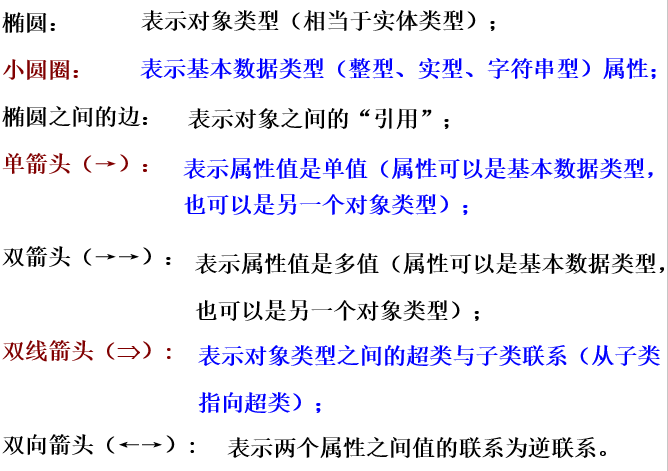 椭圆： 表示对象类型（相当于实体类型）；
小圆圈： 表示基本数据类型（整型、实型、字符串型）属性；
椭圆之间的边： 表示对象之间的“引用”；
单箭头（→）： 表示属性值是单值（属性可以是基本数据类型，
也可以是另一个对象类型）；
双箭头（→→）： 表示属性值是多值（属性可以是基本数据类型，
也可以是另一个对象类型）；
双线箭头（⇒）： 表示对象类型之间的超类与子类联系（从子类
指向超类）；
双向箭头（←→）： 表示两个属性之间值的联系为逆联系。